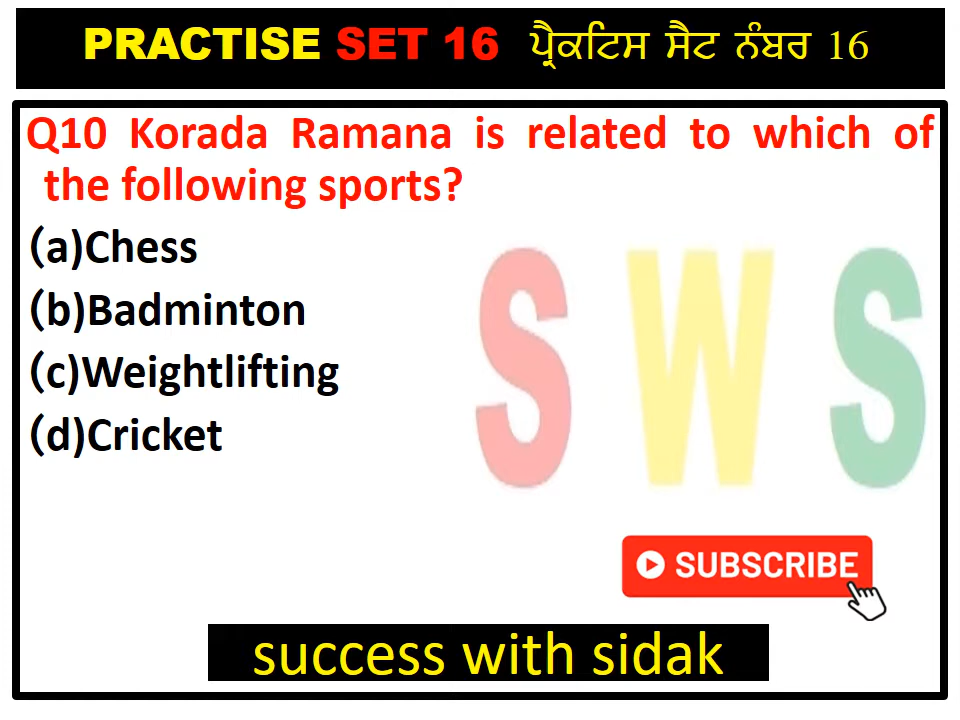 PRACTISE SET 16 ਪ੍ਰੈਕਟਿਸ ਸੈਟ ਨੰਬਰ 16
Q10 Korada Ramana is related to which of
the following sports?
(a)Chess
(b)Badminton
(c)Weightlifting
(d)Cricket
S W S
SUBSCRIBE
success with sidak